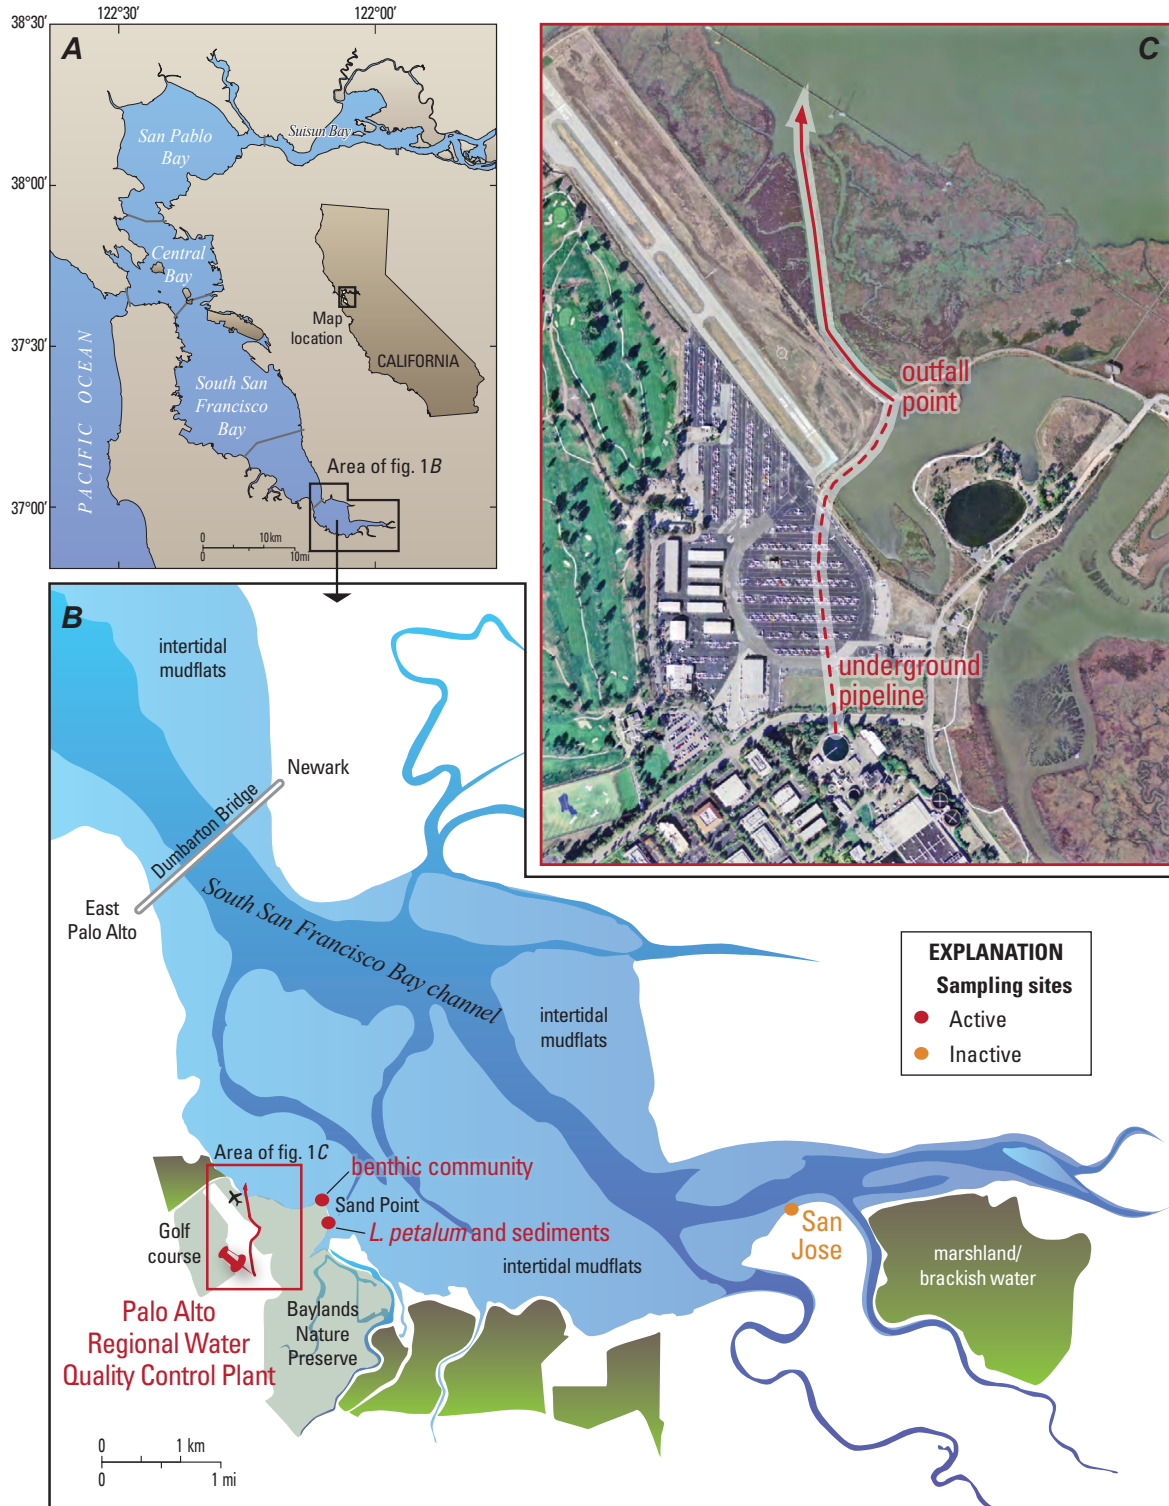 122°30′
122°00′
38°30′
38°00′
37°30′
37°00′
A
San Pablo
Bay
Suisun Bay
Central
Bay
Map
location
CALIFORNIA
PACIFIC OCEAN
South San
Francisco
Bay
Area of fig. 1B
0 10 km
0 10 mi
C
outfall
point
underground
pipeline
B
intertidal
mudflats
Newark
Dumbarton Bridge
East
Palo Alto
South San Francisco Bay channel
intertidal
mudflats
EXPLANATION
Sampling sites
Active
Inactive
Area of fig. 1C
benthic community
Sand Point
L. petalum and sediments
Golf
course
intertidal mudflats
San
Jose
marshland/
brackish water
Palo Alto
Regional Water
Quality Control Plant
Baylands
Nature
Preserve
0 1 km
0 1 mi